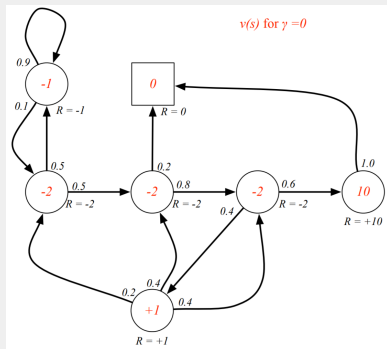 v(s) for γ =0
0.9
-1
0
0.1
R = -1
R = 0
0.5
0.2
1.0
-2
0.5
-2
0.8
-2
0.6
10
R = -2
R = -2
0.4
R = -2
R = +10
0.2
0.4
+1
0.4
R = +1